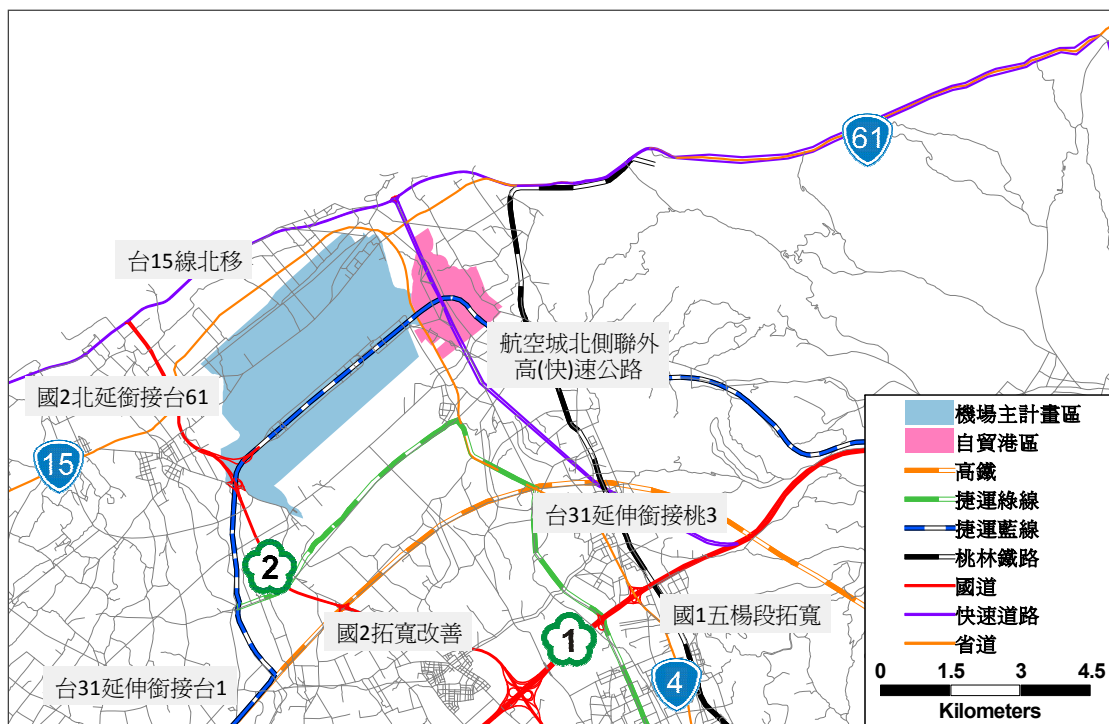 61
台15線北移
航空城北側聯外
高(快)速公路
國2北延銜接台61
15
台31延伸銜接桃3
2
國2拓寬改善
1
國1五楊段拓寬
台31延伸銜接台1
4
機場主計畫區
自貿港區
高鐵
捷運綠線
捷運藍線
桃林鐵路
國道
快速道路
省道
0 1.5 3 4.5
Kilometers